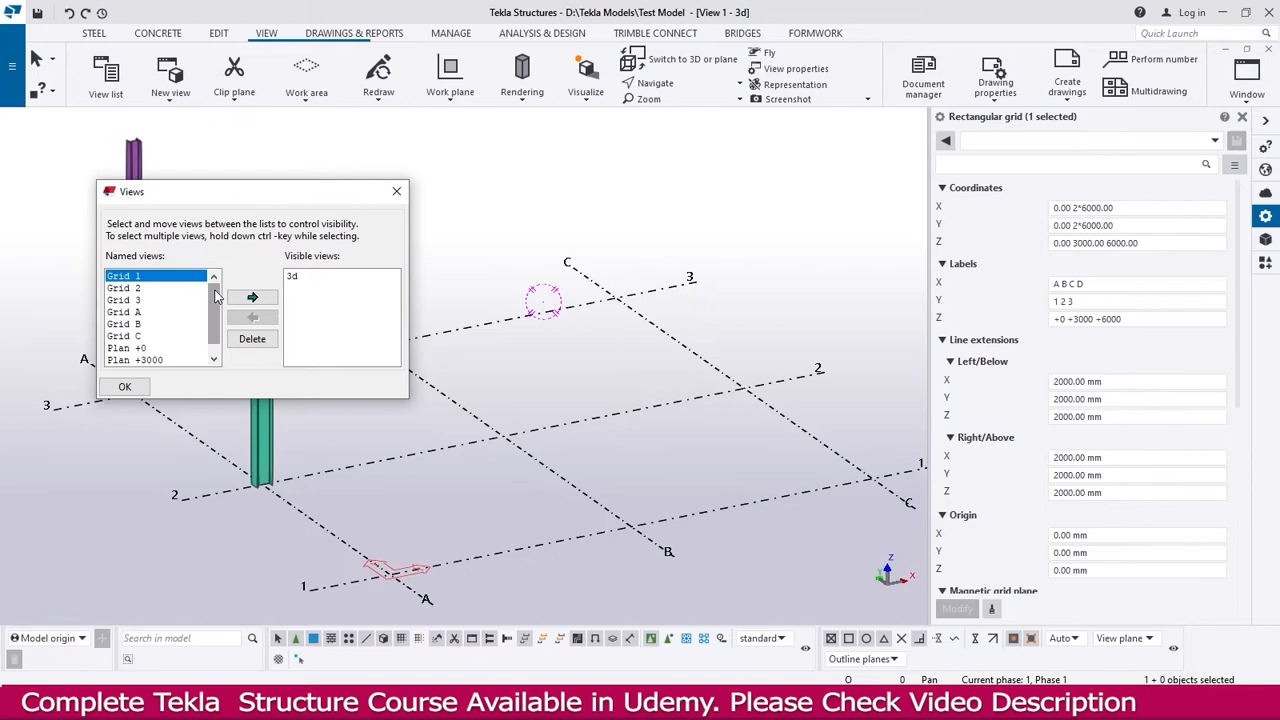 Tekla Structures - D:\Tekla Models\Test Model - [View 1 - 3d]
Log in
STEEL CONCRETE EDIT VIEW DRAWINGS & REPORTS MANAGE ANALYSIS & DESIGN TRIMBLE CONNECT BRIDGES FORMWORK
Quick Launch
View list
New view
Clip plane
Work area
Redraw
Work plane
Rendering
Visualize
Switch to 3D or plane
Navigate
Zoom
Fly
View properties
Representation
Screenshot
Document manager
Drawing properties
Create drawings
Perform number
Multidrawing
Window
Views
Select and move views between the lists to control visibility.
To select multiple views, hold down ctrl -key while selecting.
Named views:
Visible views:
Grid 1
Grid 2
Grid 3
Grid A
Grid B
Grid C
Plan +0
Plan +3000
3d
Delete
OK
C
3
A
3
2
2
1
C
B
1
A
Z
X
Rectangular grid (1 selected)
Coordinates
X 0.00 2*6000.00
Y 0.00 2*6000.00
Z 0.00 3000.00 6000.00
Labels
X A B C D
Y 1 2 3
Z +0 +3000 +6000
Line extensions
Left/Below
X 2000.00 mm
Y 2000.00 mm
Z 2000.00 mm
Right/Above
X 2000.00 mm
Y 2000.00 mm
Z 2000.00 mm
Origin
X 0.00 mm
Y 0.00 mm
Z 0.00 mm
Magnetic grid plane
Modify
Model origin
Search in model
standard
Auto
View plane
Outline planes
O 0 Pan Current phase: 1, Phase 1 1 + 0 objects selected
Complete Tekla Structure Course Available in Udemy. Please Check Video Description